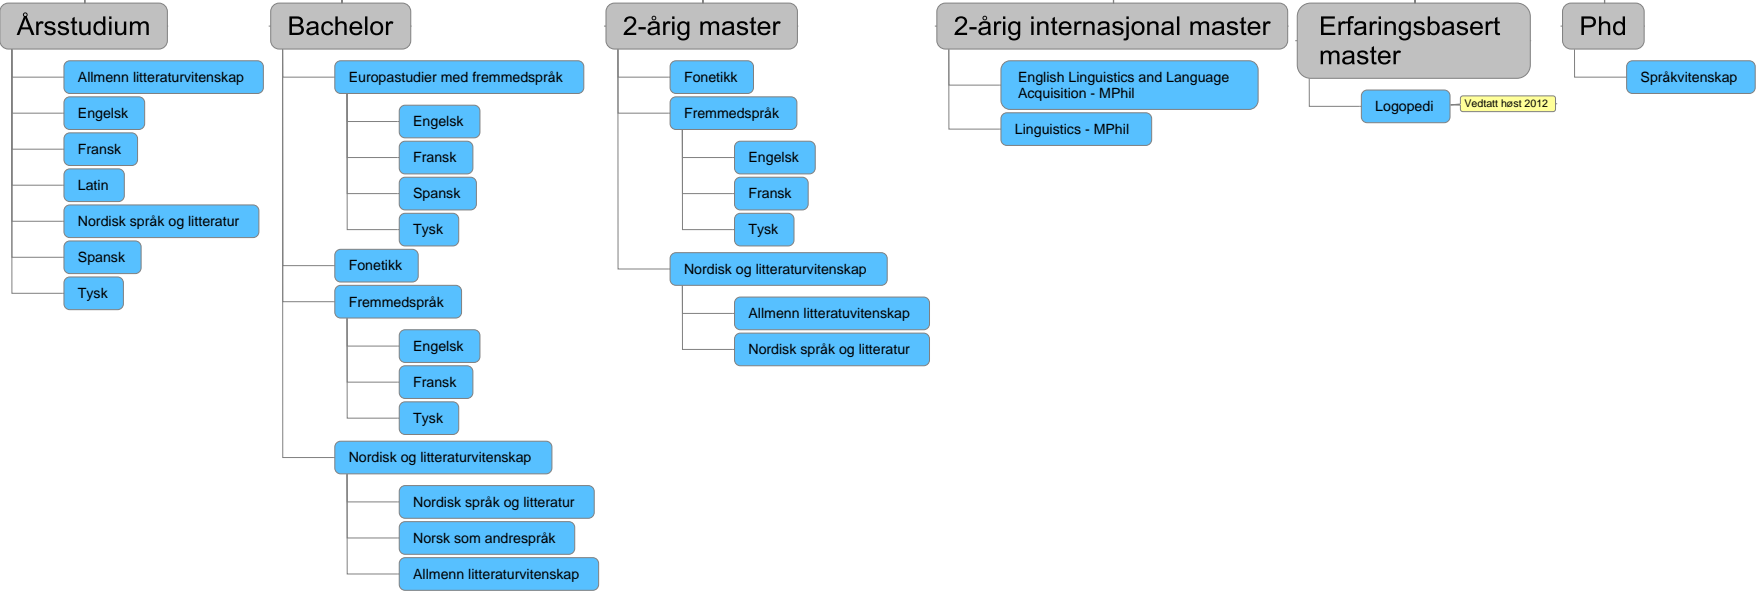 Årsstudium
Allmenn litteraturvitenskap
Engelsk
Fransk
Latin
Nordisk språk og litteratur
Spansk
Tysk
Bachelor
Europastudier med fremmedspråk
Engelsk
Fransk
Spansk
Tysk
Fonetikk
Fremmedspråk
Engelsk
Fransk
Tysk
Nordisk og litteraturvitenskap
Nordisk språk og litteratur
Norsk som andrespråk
Allmenn litteraturvitenskap
2-årig master
Fonetikk
Fremmedspråk
Engelsk
Fransk
Tysk
Nordisk og litteraturvitenskap
Allmenn litteratuvitenskap
Nordisk språk og litteratur
2-årig internasjonal master
English Linguistics and Language
Acquisition - MPhil
Linguistics - MPhil
Erfaringsbasert
master
Logopedi
Vedtatt høst 2012
Phd
Språkvitenskap